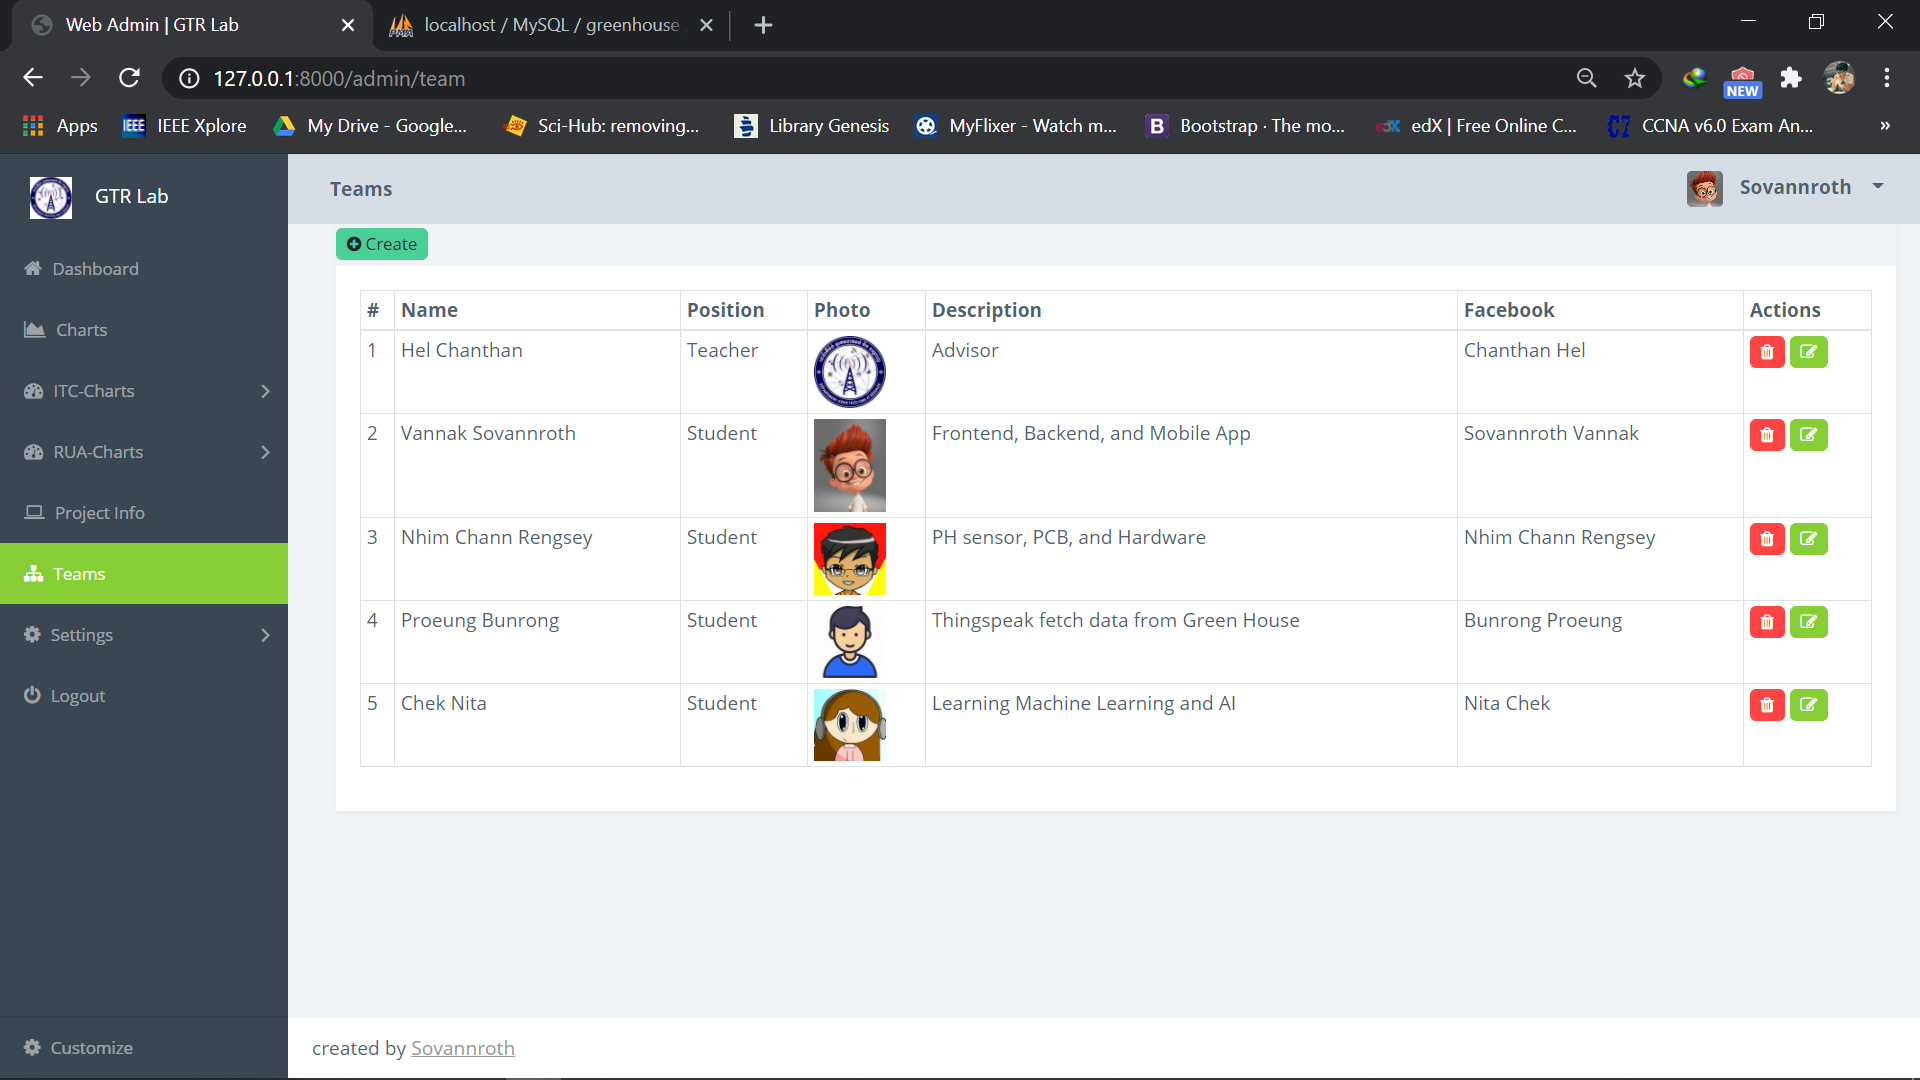 Web Admin | GTR Lab
localhost / MySQL / greenhouse
127.0.0.1:8000/admin/team
NEW
Apps
IEEE IEEE Xplore
My Drive - Google...
Sci-Hub: removing...
Library Genesis
MyFlixer - Watch m...
B Bootstrap · The mo...
edX | Free Online C...
CCNA v6.0 Exam An...
»
GTR Lab
Teams
Sovannroth
Dashboard
Charts
ITC-Charts
RUA-Charts
Project Info
Teams
Settings
Logout
Customize
Create
# Name Position Photo Description Facebook Actions
1 Hel Chanthan Teacher Advisor Chanthan Hel
2 Vannak Sovannroth Student Frontend, Backend, and Mobile App Sovannroth Vannak
3 Nhim Chann Rengsey Student PH sensor, PCB, and Hardware Nhim Chann Rengsey
4 Proeung Bunrong Student Thingspeak fetch data from Green House Bunrong Proeung
5 Chek Nita Student Learning Machine Learning and AI Nita Chek
created by Sovannroth